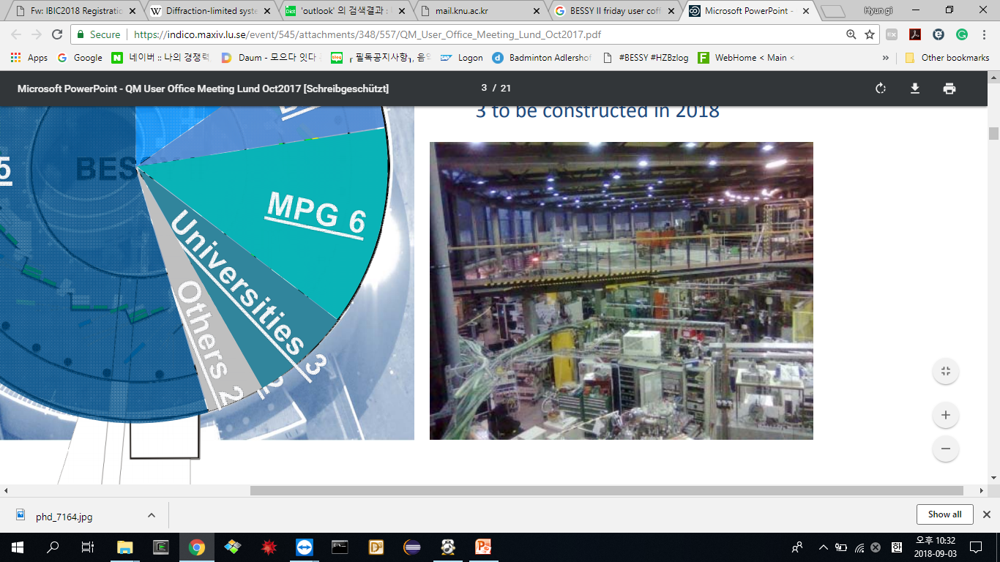 Fw: IBIC2018 Registratio
Diffraction-limited syste
'outlook' 의 검색결과 :
mail.knu.ac.kr
BESSY II friday user coff
Microsoft PowerPoint -
Hyungi
Secure
https://indico.maxiv.lu.se/event/545/attachments/348/557/QM_User_Office_Meeting_Lund_Oct2017.pdf
Apps
Google
네이버 :: 나의 경쟁력
Daum - 모으다 잇다
┌ 필독공지사항┐, 음악
Logon
Badminton Adlershof
#BESSY #HZBzlog
WebHome < Main <
»
Other bookmarks
Microsoft PowerPoint - QM User Office Meeting Lund Oct2017 [Schreibgeschützt]
3 / 21
3 to be constructed in 2018
5
BES
MPG 6
Universities 3
Others 2
2
phd_7164.jpg
Show all
한
오후 10:32
2018-09-03